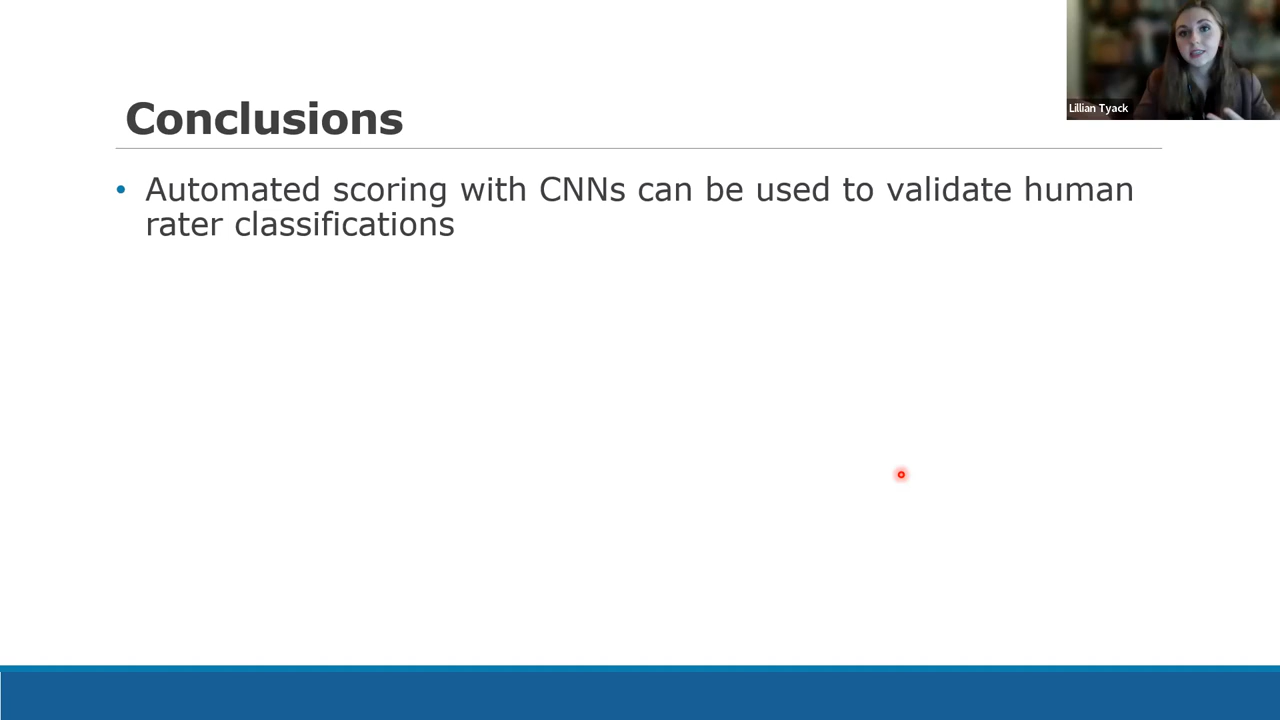 Lillian Tyack
Conclusions
• Automated scoring with CNNs can be used to validate human
rater classifications